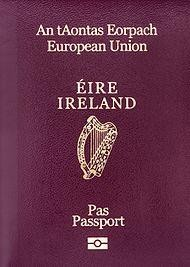 An tAontas Eorpach
European Union
ÉIRE
IRELAND
Pas
Passport